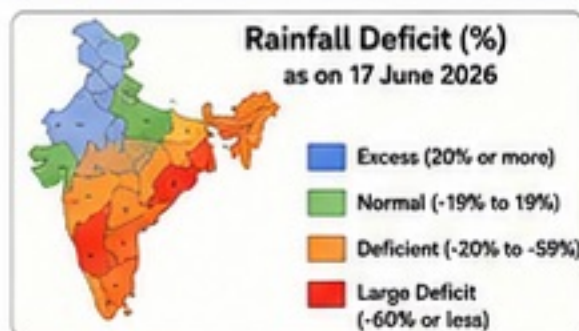 Rainfall Deficit (%)
as on 17 June 2026
Excess (20% or more)
Normal (-19% to 19%)
Deficient (-20% to -59%)
Large Deficit
(-60% or less)